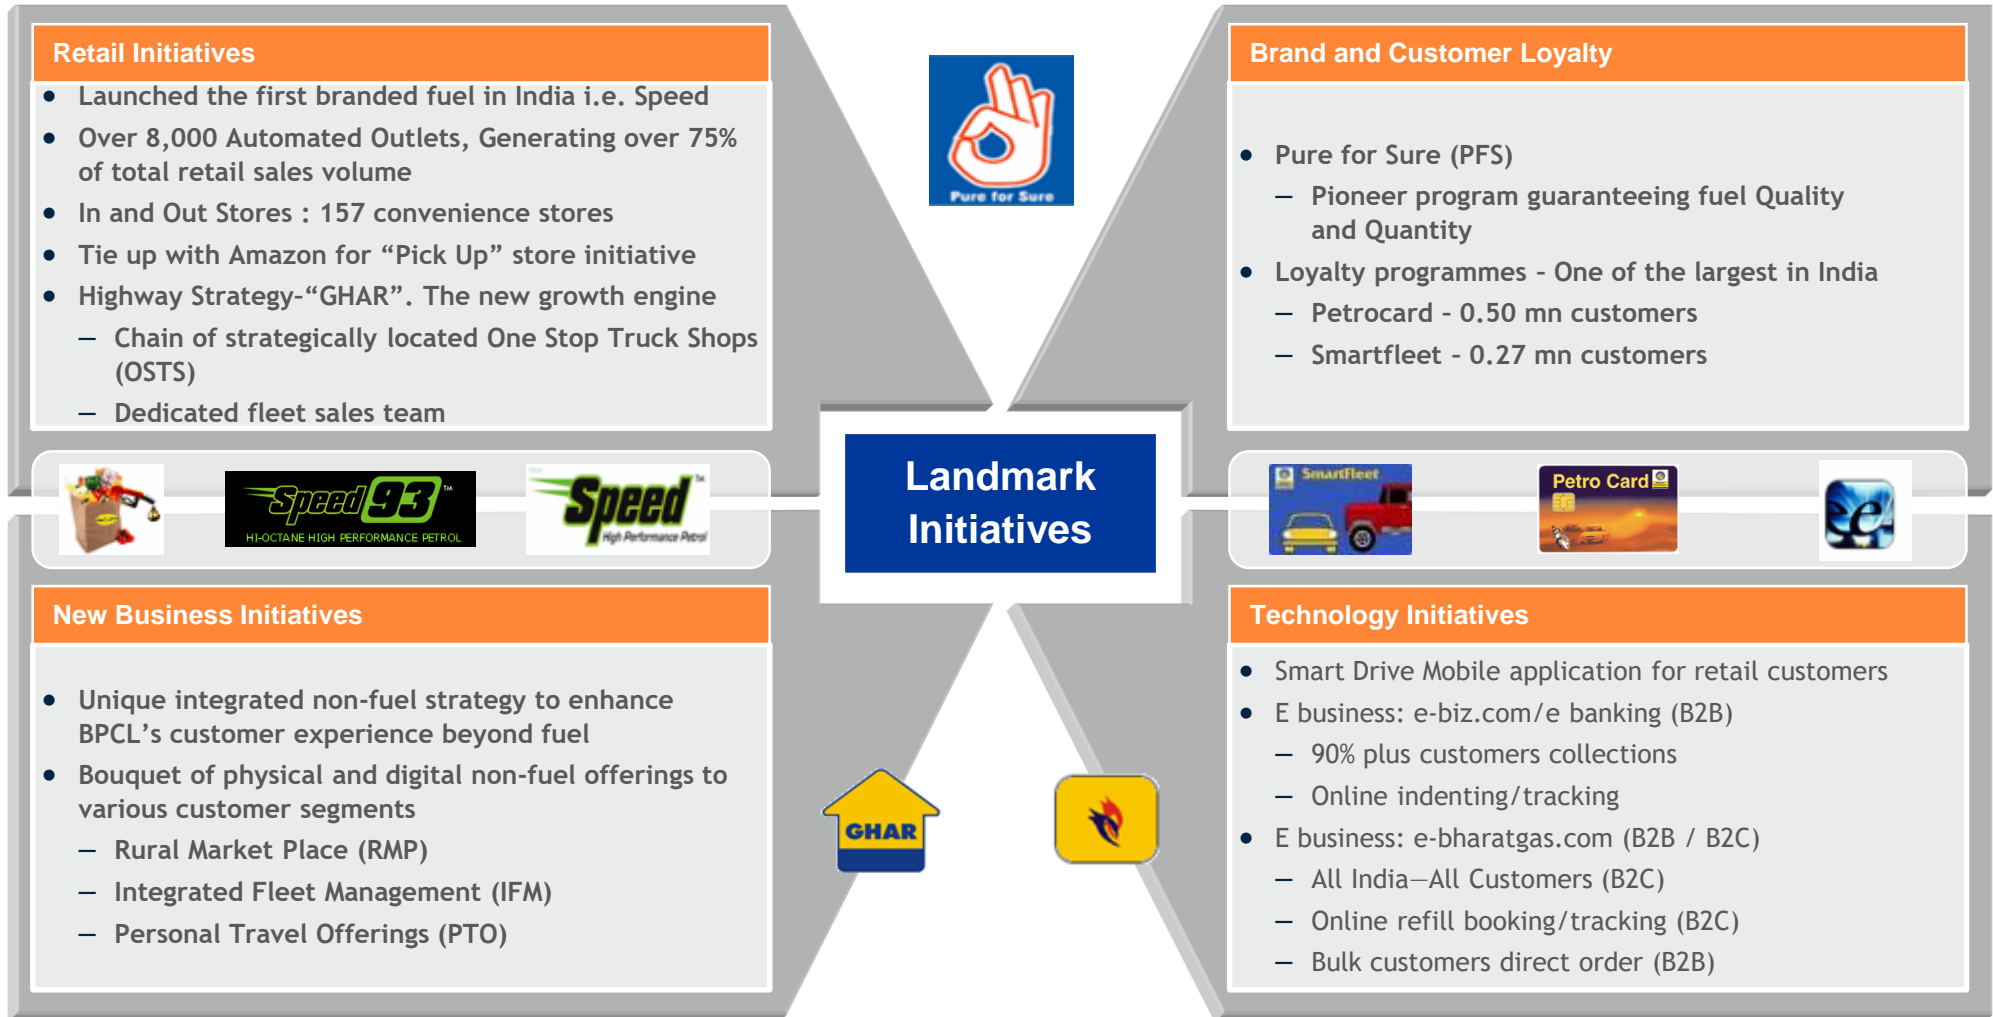 Retail Initiatives
• Launched the first branded fuel in India i.e. Speed
• Over 8,000 Automated Outlets, Generating over 75%
of total retail sales volume
• In and Out Stores : 157 convenience stores
• Tie up with Amazon for “Pick Up” store initiative
• Highway Strategy–“GHAR”. The new growth engine
— Chain of strategically located One Stop Truck Shops
(OSTS)
— Dedicated fleet sales team
Pure for Sure
Brand and Customer Loyalty
• Pure for Sure (PFS)
— Pioneer program guaranteeing fuel Quality
and Quantity
• Loyalty programmes – One of the largest in India
— Petrocard – 0.50 mn customers
— Smartfleet – 0.27 mn customers
Speed 93™
HI-OCTANE HIGH PERFORMANCE PETROL
Speed™
High Performance Petrol
Landmark
Initiatives
SmartFleet
Petro Card
e
New Business Initiatives
• Unique integrated non-fuel strategy to enhance
BPCL’s customer experience beyond fuel
• Bouquet of physical and digital non-fuel offerings to
various customer segments
— Rural Market Place (RMP)
— Integrated Fleet Management (IFM)
— Personal Travel Offerings (PTO)
GHAR
Technology Initiatives
• Smart Drive Mobile application for retail customers
• E business: e-biz.com/e banking (B2B)
— 90% plus customers collections
— Online indenting/tracking
• E business: e-bharatgas.com (B2B / B2C)
— All India—All Customers (B2C)
— Online refill booking/tracking (B2C)
— Bulk customers direct order (B2B)